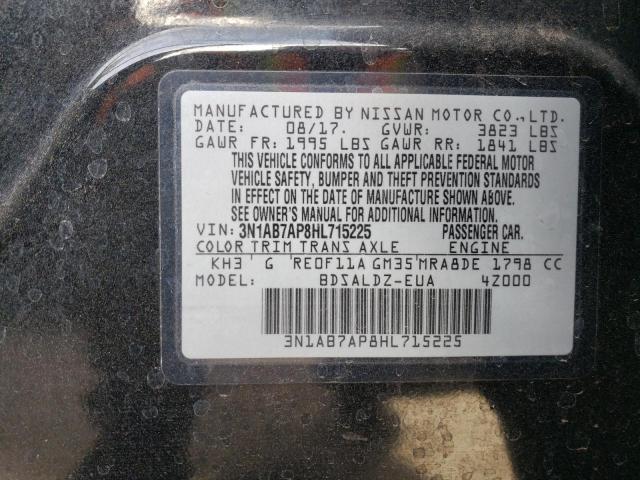 MANUFACTURED BY NISSAN MOTOR CO., LTD.
DATE: 08/17. GVWR: 3823 LBS
GAWR FR: 1995 LBS GAWR RR: 1841 LBS
THIS VEHICLE CONFORMS TO ALL APPLICABLE FEDERAL MOTOR
VEHICLE SAFETY, BUMPER AND THEFT PREVENTION STANDARDS
IN EFFECT ON THE DATE OF MANUFACTURE SHOWN ABOVE.
SEE OWNER'S MANUAL FOR ADDITIONAL INFORMATION.
VIN: 3N1AB7AP8HL715225 PASSENGER CAR.
COLOR TRIM TRANS AXLE ENGINE
KH3 G RE0F11A GM35 MRA8DE 1798 CC
MODEL: BDSALDZ-EUA 4Z000
3N1AB7AP8HL715225